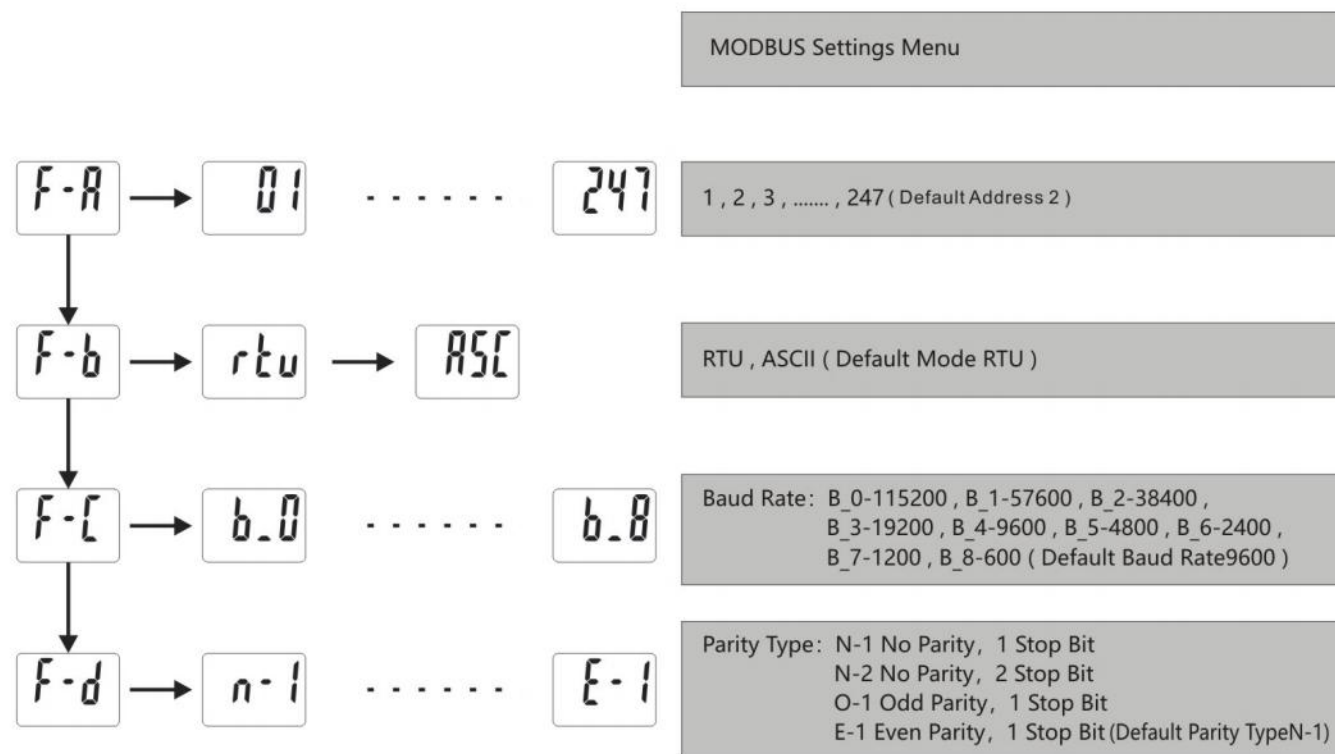 MODBUS Settings Menu
F-A 01 - - - - - - 247 1 , 2 , 3 , ....... , 247 ( Default Address 2 )
F-b rtu ASC RTU , ASCII ( Default Mode RTU )
F-C b_0 - - - - - - b_8 Baud Rate: B_0-115200 , B_1-57600 , B_2-38400 ,
B_3-19200 , B_4-9600 , B_5-4800 , B_6-2400 ,
B_7-1200 , B_8-600 ( Default Baud Rate9600 )
F-d n-1 - - - - - - E-1 Parity Type: N-1 No Parity, 1 Stop Bit
N-2 No Parity, 2 Stop Bit
O-1 Odd Parity, 1 Stop Bit
E-1 Even Parity, 1 Stop Bit (Default Parity TypeN-1)